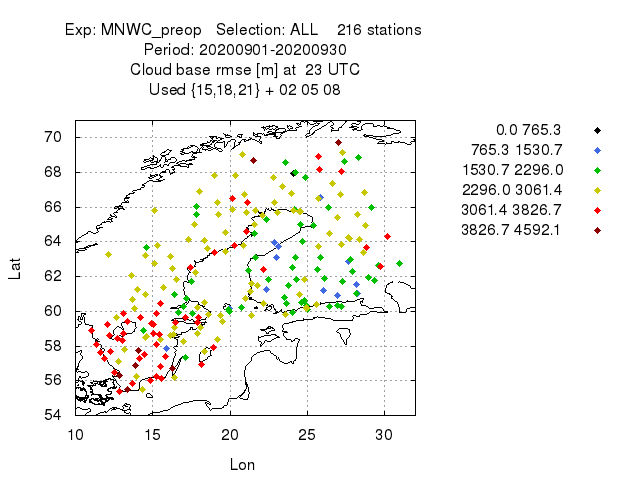 Exp: MNWC_preop   Selection: ALL    216 stations
Period: 20200901-20200930
Cloud base rmse [m] at  23 UTC
Used {15,18,21} + 02 05 08
0.0 765.3
765.3 1530.7
1530.7 2296.0
2296.0 3061.4
3061.4 3826.7
3826.7 4592.1
70
68
66
64
62
60
58
56
54
Lat
10 15 20 25 30
Lon